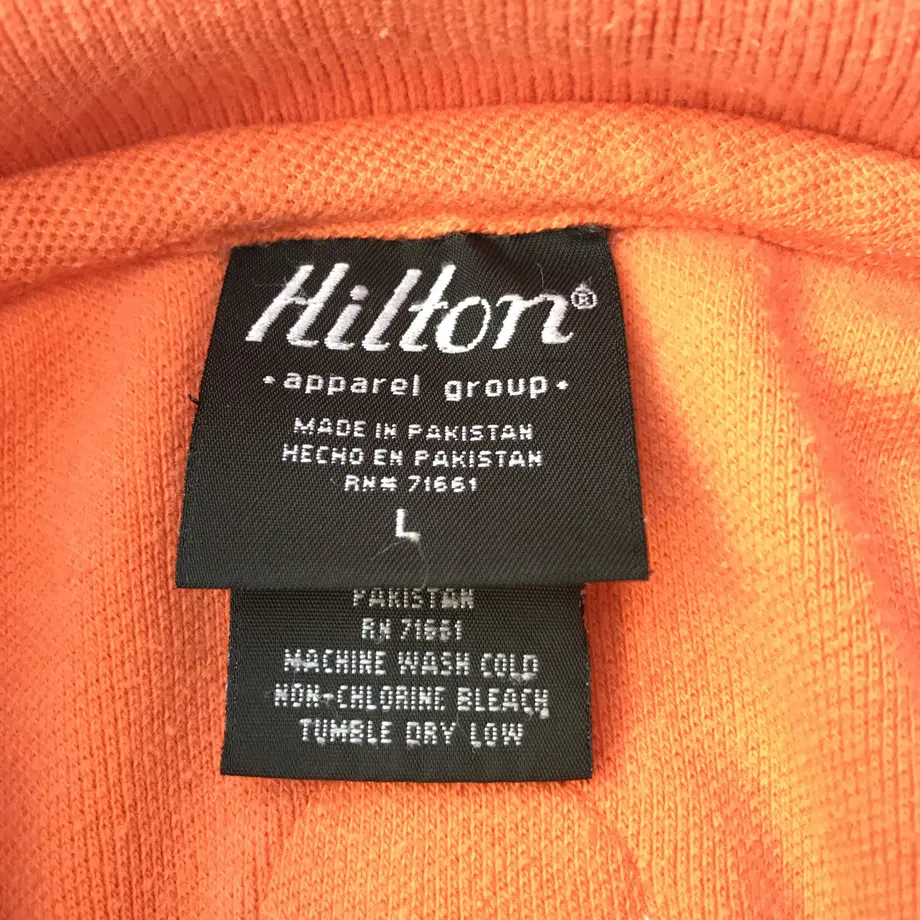 Hilton®
• apparel group •
MADE IN PAKISTAN
HECHO EN PAKISTAN
RN# 71661
L
PAKISTAN
RN 71661
MACHINE WASH COLD
NON-CHLORINE BLEACH
TUMBLE DRY LOW